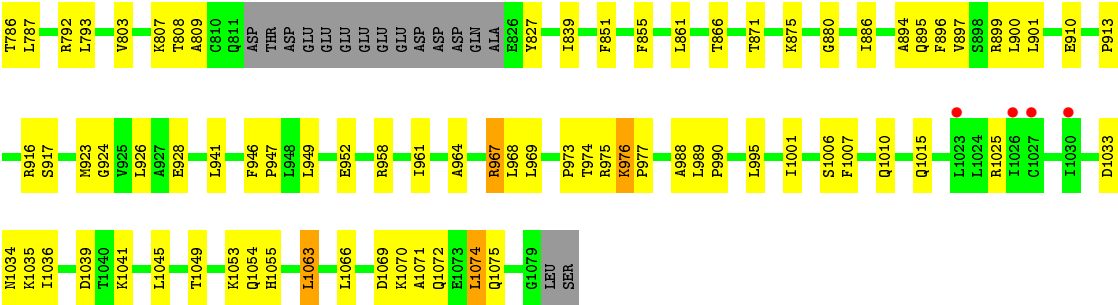 T786 L787 R792 L793 V803 K807 T808 A809 C810 Q811 ASP THR ASP GLU GLU GLU GLU GLU GLU ASP ASP ASP GLN ALA E826 Y827 I839 F851 F855 L861 T866 T871 K875 G880 I886 A894 Q895 F896 V897 S898 R899 L900 L901 E910 P913
R916 S917 M923 G924 V925 L926 A927 E928 L941 F946 P947 L948 L949 E952 R958 I961 A964 R967 L968 L969 P973 T974 R975 K976 P977 A988 L989 P990 L995 I1001 S1006 F1007 Q1010 Q1015 L1023 L1024 R1025 I1026 C1027 I1030 D1033
N1034 K1035 I1036 D1039 T1040 K1041 L1045 T1049 K1053 Q1054 H1055 L1063 L1066 D1069 K1070 A1071 Q1072 E1073 L1074 Q1075 G1079 LEU SER